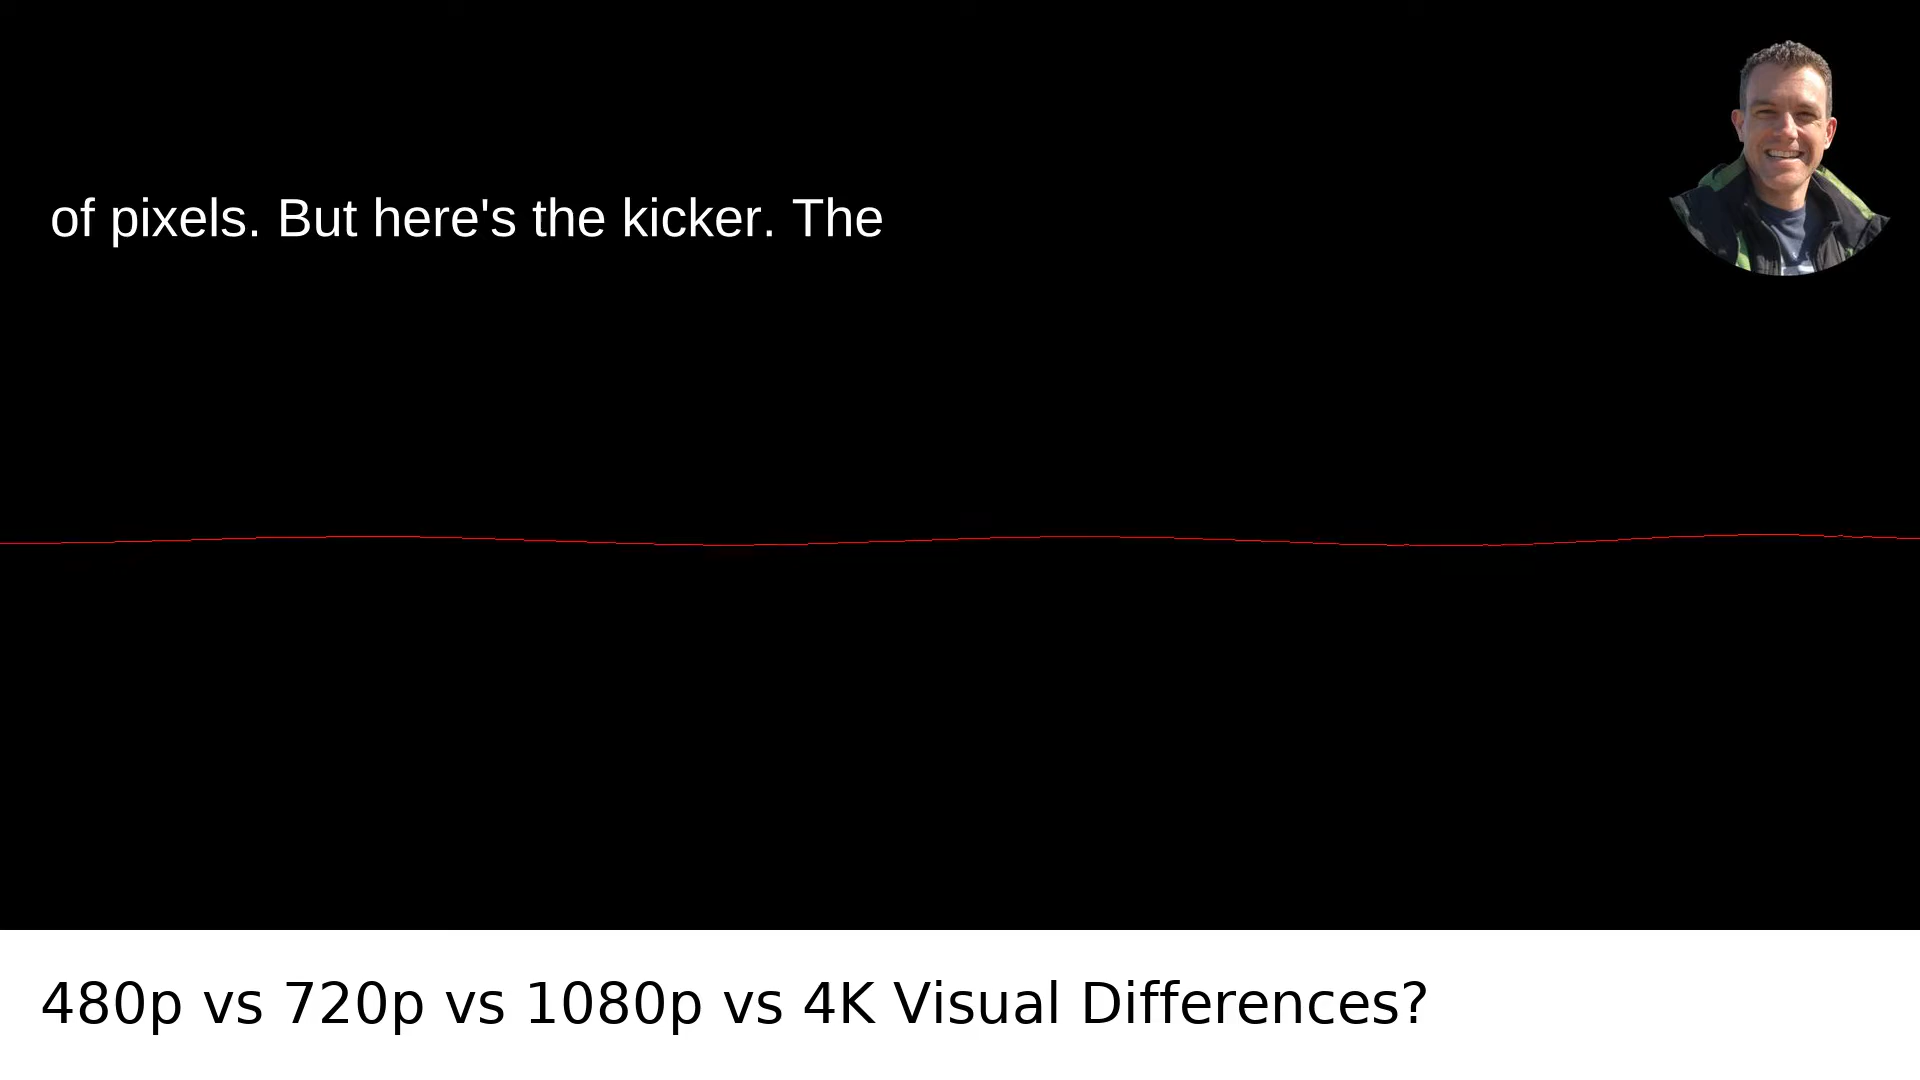 of pixels. But here's the kicker. The
480p vs 720p vs 1080p vs 4K Visual Differences?